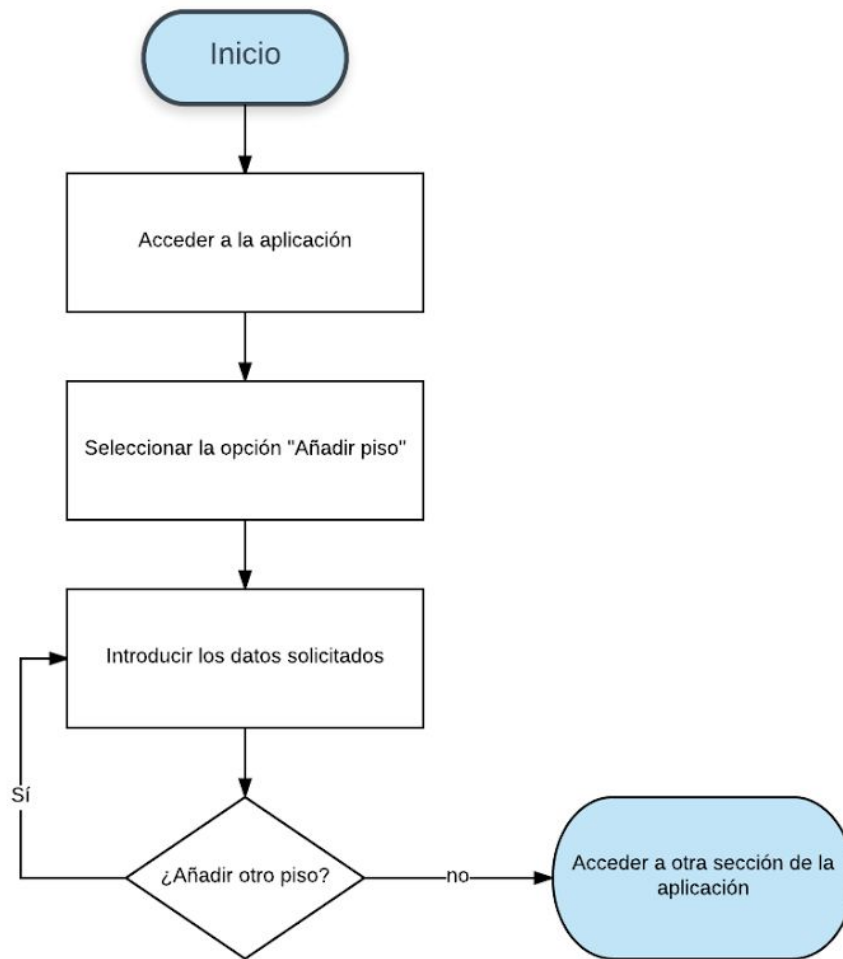 Inicio
Acceder a la aplicación
Seleccionar la opción "Añadir piso"
Introducir los datos solicitados
Sí
¿Añadir otro piso?
no
Acceder a otra sección de la
aplicación